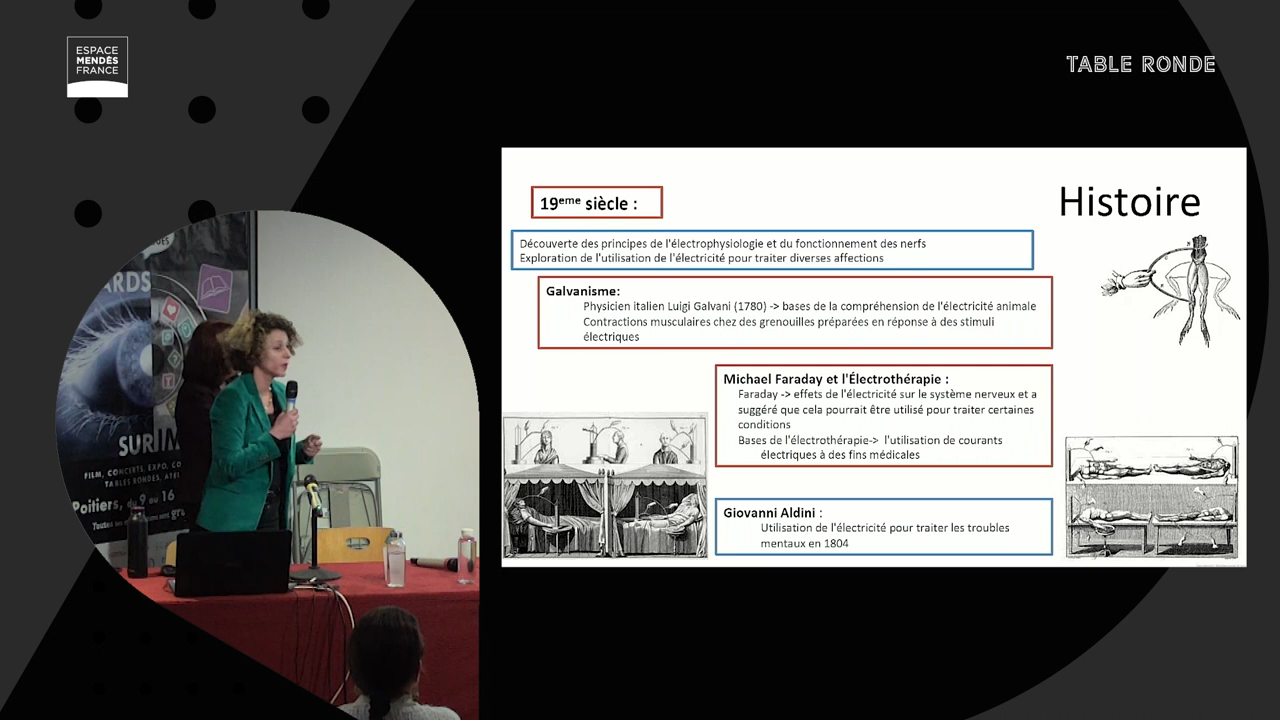 ESPACE
MENDÈS
FRANCE
TABLE RONDE
Histoire
19eme siècle :
Découverte des principes de l'électrophysiologie et du fonctionnement des nerfs
Exploration de l'utilisation de l'électricité pour traiter diverses affections
Galvanisme:
Physicien italien Luigi Galvani (1780) -> bases de la compréhension de l'électricité animale
Contractions musculaires chez des grenouilles préparées en réponse à des stimuli
électriques
Michael Faraday et l'Électrothérapie :
Faraday -> effets de l'électricité sur le système nerveux et a
suggéré que cela pourrait être utilisé pour traiter certaines
conditions
Bases de l'électrothérapie-> l'utilisation de courants
électriques à des fins médicales
Giovanni Aldini :
Utilisation de l'électricité pour traiter les troubles
mentaux en 1804
ARDS
SUR
FILM, CONCERTS, EXPO, CO
TABLES RONDES, ATEL
Poitiers, du 9 au 16